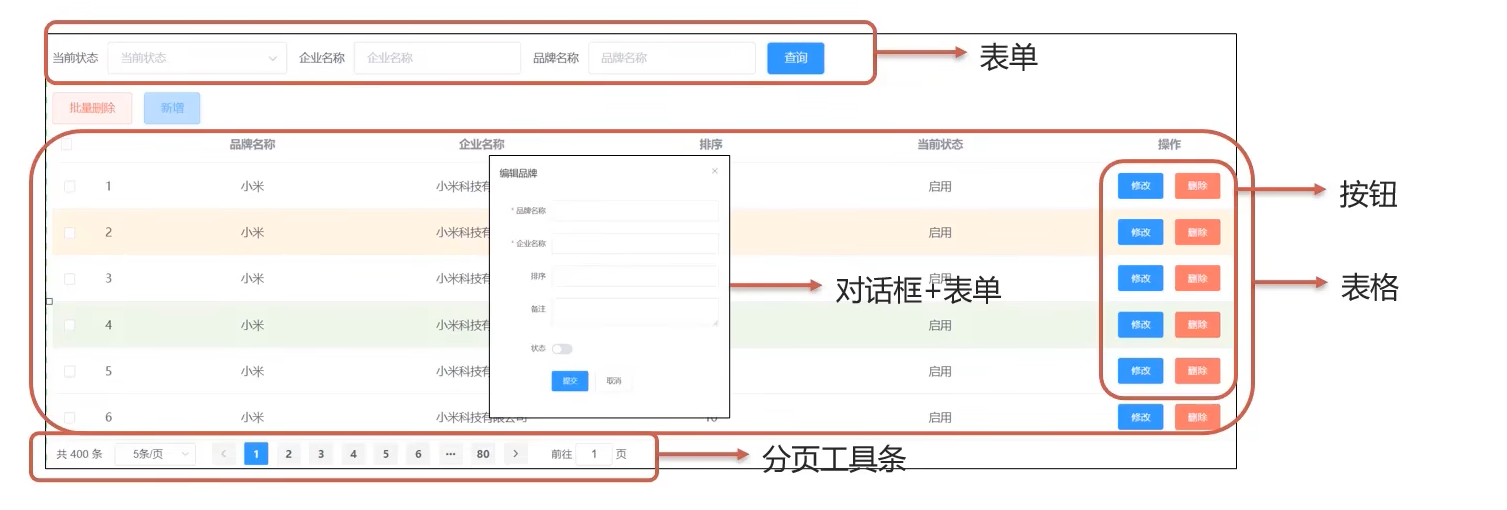 当前状态 当前状态 企业名称 企业名称 品牌名称 品牌名称 查询 表单
批量删除 新增
品牌名称 企业名称 排序 当前状态 操作
1 小米 小米科技有 启用 修改 删除
2 小米 小米科技有 启用 修改 删除
3 小米 小米科技有 启用 修改 删除
4 小米 小米科技有 启用 修改 删除
5 小米 小米科技有 启用 修改 删除
6 小米 小米科技有限公司 10 启用 修改 删除
编辑品牌 ×
* 品牌名称
* 企业名称
排序
备注
状态
提交 取消
按钮
对话框+表单
表格
共 400 条 5条/页 < 1 2 3 4 5 6 ··· 80 > 前往 1 页 分页工具条